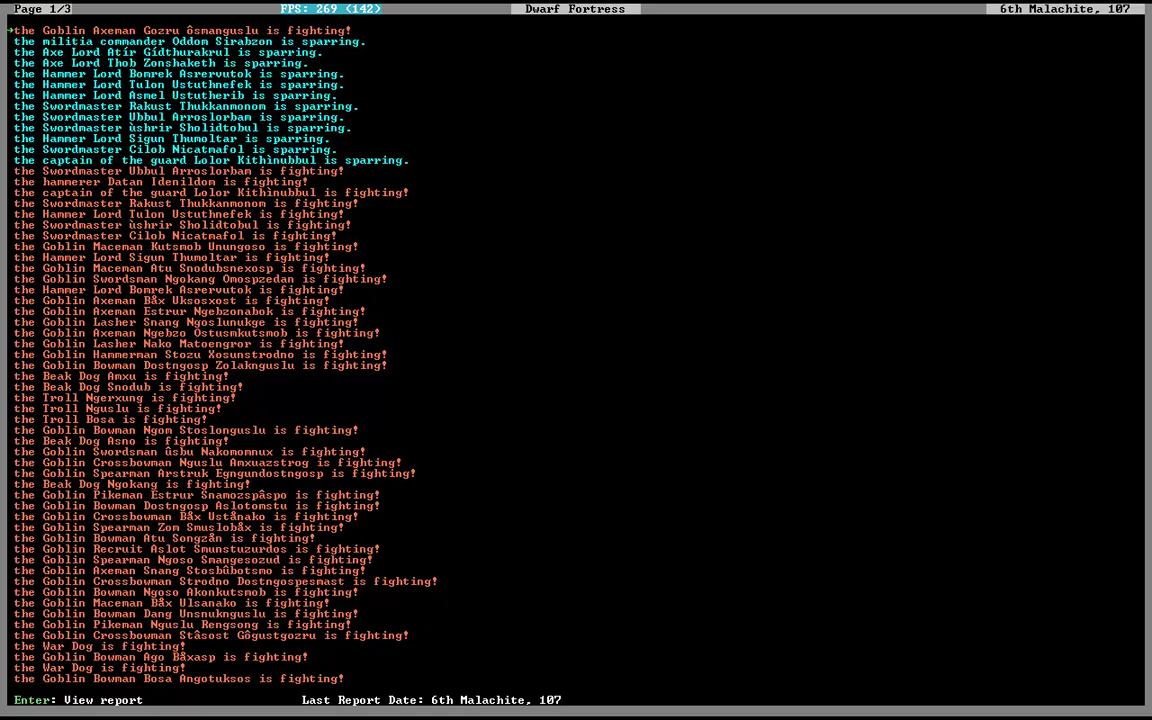 Page 1/3 FPS: 269 (142) Dwarf Fortress 6th Malachite, 107
the Goblin Axeman Gozru ôsmanguslu is fighting!
the militia commander Oddom Sirabzon is sparring.
the Axe Lord Atír Gídthurakrul is sparring.
the Axe Lord Thob Zonshaketh is sparring.
the Hammer Lord Bomrek Asrervutok is sparring.
the Hammer Lord Tulon Ustuthnefek is sparring.
the Hammer Lord Asmel Ustutherib is sparring.
the Swordmaster Rakust Thukkanmonom is sparring.
the Swordmaster Ubbul Arroslorbam is sparring.
the Swordmaster ùshrir Sholidtobul is sparring.
the Hammer Lord Sigun Thumoltar is sparring.
the Swordmaster Cilob Nicatmafol is sparring.
the captain of the guard Lolor Kithìnubbul is sparring.
the Swordmaster Ubbul Arroslorbam is fighting!
the hammerer Datan Idenildom is fighting!
the captain of the guard Lolor Kithìnubbul is fighting!
the Swordmaster Rakust Thukkanmonom is fighting!
the Hammer Lord Tulon Ustuthnefek is fighting!
the Swordmaster ùshrir Sholidtobul is fighting!
the Swordmaster Cilob Nicatmafol is fighting!
the Goblin Maceman Kutsmob Unungoso is fighting!
the Hammer Lord Sigun Thumoltar is fighting!
the Goblin Maceman Atu Snodubsnexosp is fighting!
the Goblin Swordsman Ngokang Omospzedan is fighting!
the Hammer Lord Bomrek Asrervutok is fighting!
the Goblin Axeman Båx Uksosxost is fighting!
the Goblin Axeman Estrur Ngebzonabok is fighting!
the Goblin Lasher Snang Ngoslunukge is fighting!
the Goblin Axeman Ngebzo Ostusmkutsmob is fighting!
the Goblin Lasher Nako Matoengror is fighting!
the Goblin Hammerman Stozu Xosunstrodno is fighting!
the Goblin Bowman Dostngosp Zolaknguslu is fighting!
the Beak Dog Amxu is fighting!
the Beak Dog Snodub is fighting!
the Troll Ngerxung is fighting!
the Troll Nguslu is fighting!
the Troll Bosa is fighting!
the Goblin Bowman Ngom Stoslonguslu is fighting!
the Beak Dog Asno is fighting!
the Goblin Swordsman ûsbu Nakomomnux is fighting!
the Goblin Crossbowman Nguslu Amxuazstrog is fighting!
the Goblin Spearman Arstruk Egngundostngosp is fighting!
the Beak Dog Ngokang is fighting!
the Goblin Pikeman Estrur Snamozspâspo is fighting!
the Goblin Bowman Dostngosp Aslotomstu is fighting!
the Goblin Crossbowman Båx Ustånako is fighting!
the Goblin Spearman Zom Smuslobåx is fighting!
the Goblin Bowman Atu Songzån is fighting!
the Goblin Recruit Aslot Smunstuzurdos is fighting!
the Goblin Spearman Ngoso Smangesozud is fighting!
the Goblin Axeman Snang Stosbûbotsmo is fighting!
the Goblin Crossbowman Strodno Dostngospesmast is fighting!
the Goblin Bowman Ngoso Akonkutsmob is fighting!
the Goblin Maceman Båx Ulsanako is fighting!
the Goblin Bowman Dang Unsnuknguslu is fighting!
the Goblin Pikeman Nguslu Rengsong is fighting!
the Goblin Crossbowman Stâsost Gôgustgozru is fighting!
the War Dog is fighting!
the Goblin Bowman Ago Båxasp is fighting!
the War Dog is fighting!
the Goblin Bowman Bosa Angotuksos is fighting!
Enter: View report Last Report Date: 6th Malachite, 107